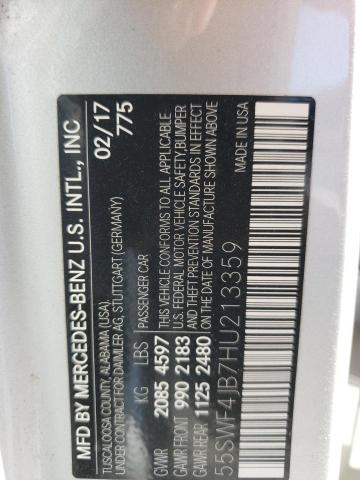 MFD BY MERCEDES-BENZ U.S. INTL., INC
TUSCALOOSA COUNTY, ALABAMA (USA),
UNDER CONTRACT FOR DAIMLER AG, STUTTGART (GERMANY)
02/17
775
KG LBS PASSENGER CAR
GVWR 2085 4597 THIS VEHICLE CONFORMS TO ALL APPLICABLE
GAWR FRONT 990 2183 U.S. FEDERAL MOTOR VEHICLE SAFETY,BUMPER
GAWR REAR 1125 2480 AND THEFT PREVENTION STANDARDS IN EFFECT
ON THE DATE OF MANUFACTURE SHOWN ABOVE
55SWF4JB7HU213359
MADE IN USA